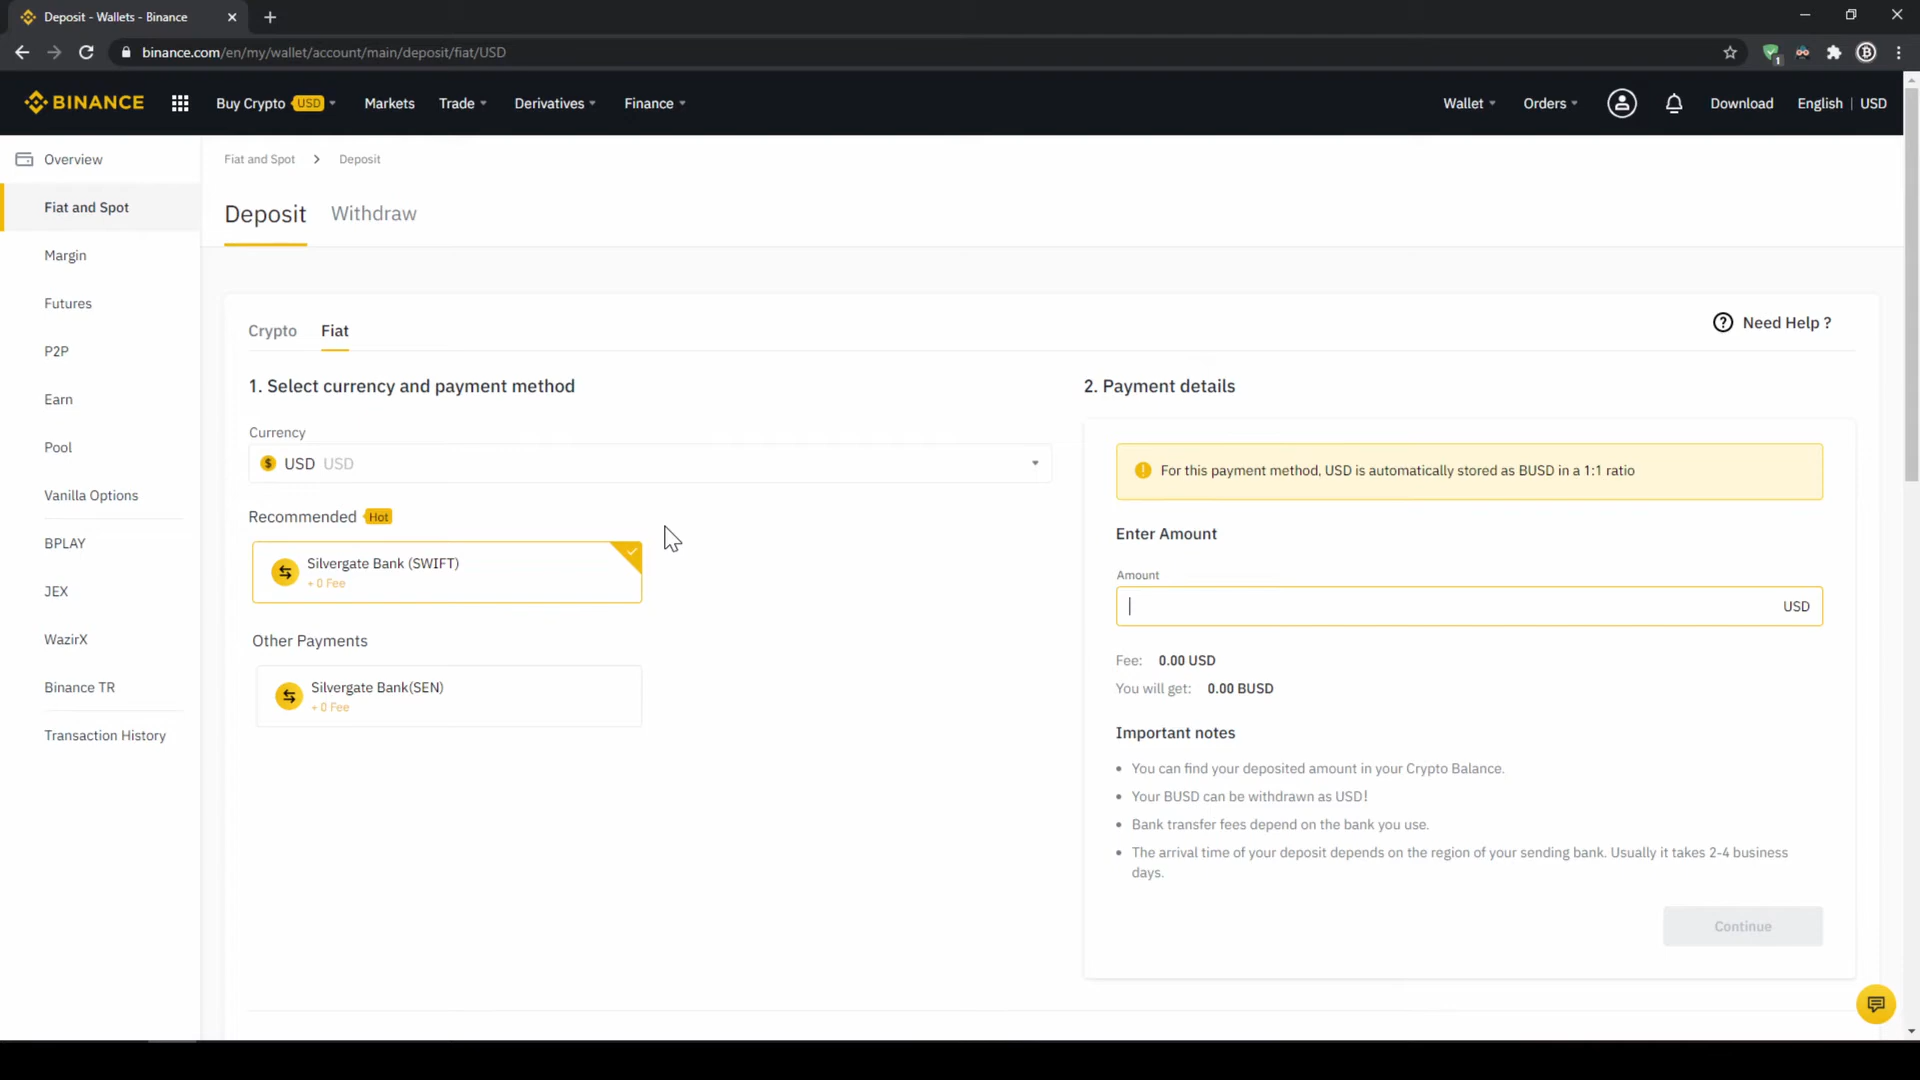 Deposit - Wallets - Binance
binance.com/en/my/wallet/account/main/deposit/fiat/USD
1
BINANCE
Buy Crypto USD
Markets
Trade
Derivatives
Finance
Wallet
Orders
Download
English | USD
Overview
Fiat and Spot
Margin
Futures
P2P
Earn
Pool
Vanilla Options
BPLAY
JEX
WazirX
Binance TR
Transaction History
Fiat and Spot > Deposit
Deposit
Withdraw
Crypto
Fiat
Need Help ?
1. Select currency and payment method
Currency
USD USD
Recommended Hot
Silvergate Bank (SWIFT)
+ 0 Fee
Other Payments
Silvergate Bank(SEN)
+ 0 Fee
2. Payment details
For this payment method, USD is automatically stored as BUSD in a 1:1 ratio
Enter Amount
Amount
USD
Fee: 0.00 USD
You will get: 0.00 BUSD
Important notes
• You can find your deposited amount in your Crypto Balance.
• Your BUSD can be withdrawn as USD!
• Bank transfer fees depend on the bank you use.
• The arrival time of your deposit depends on the region of your sending bank. Usually it takes 2-4 business
days.
Continue